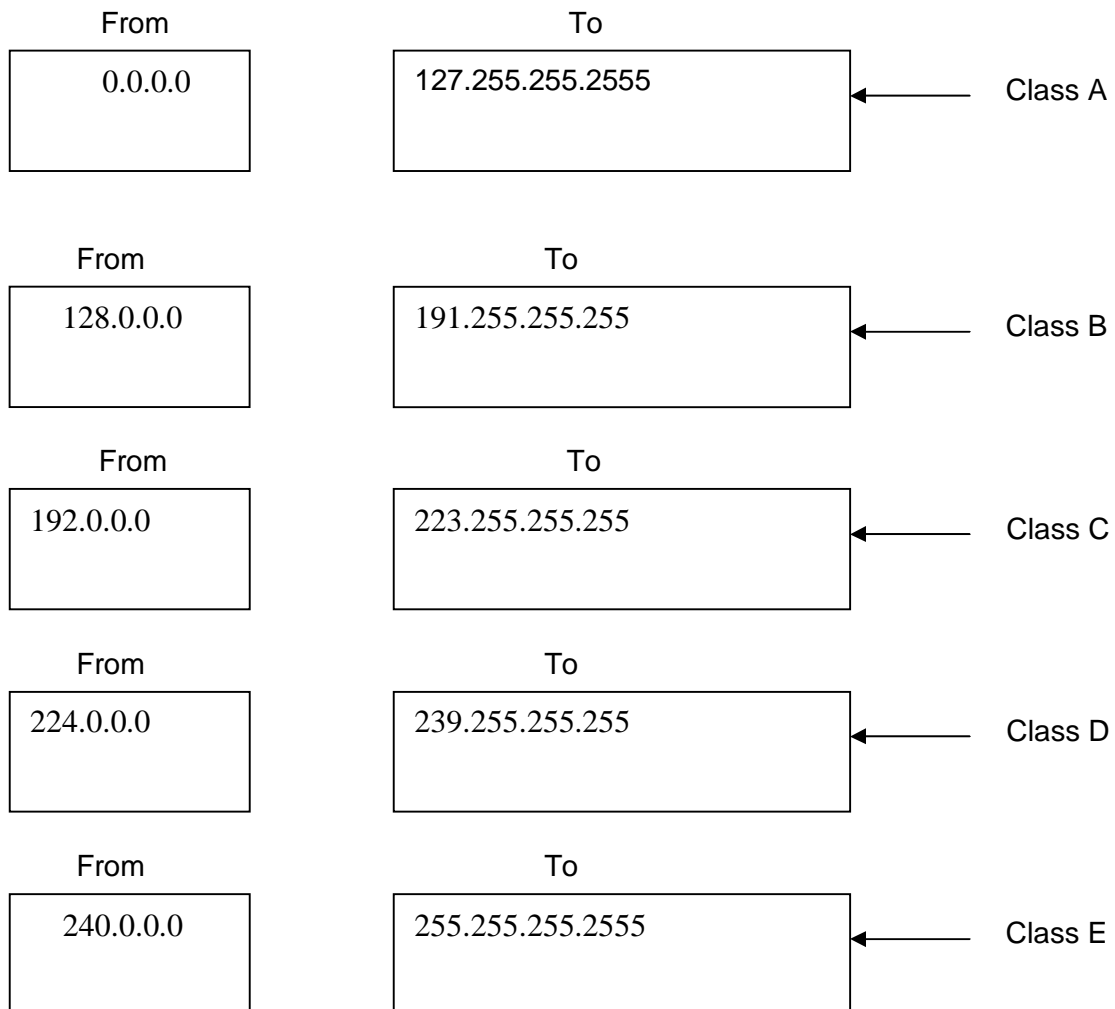 From To
0.0.0.0 127.255.255.2555 Class A
From To
128.0.0.0 191.255.255.255 Class B
From To
192.0.0.0 223.255.255.255 Class C
From To
224.0.0.0 239.255.255.255 Class D
From To
240.0.0.0 255.255.255.2555 Class E